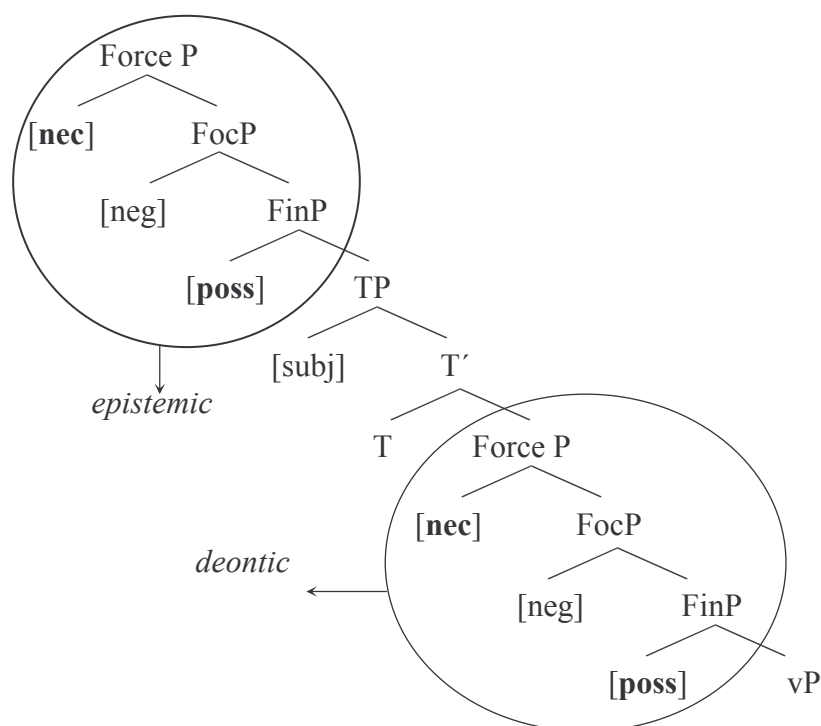 Force P
[nec] FocP
[neg] FinP
[poss] TP
[subj] T´
epistemic
T Force P
[nec] FocP
deontic
[neg] FinP
[poss] vP